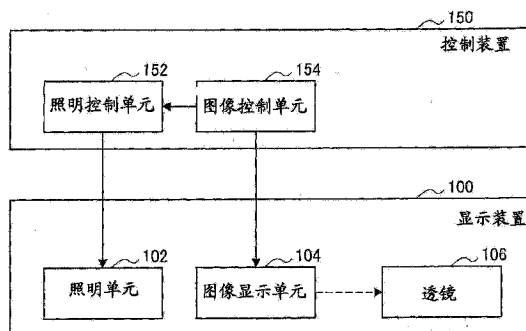 150
控制装置
152
154
照明控制单元
图像控制单元
100
显示装置
102
104
106
照明单元
图像显示单元
透镜